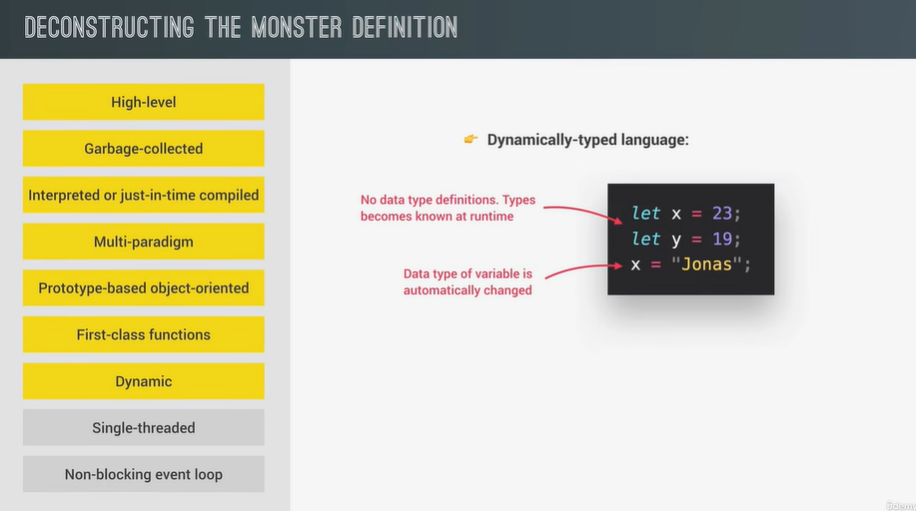 DECONSTRUCTING THE MONSTER DEFINITION
High-level
Garbage-collected
Interpreted or just-in-time compiled
Multi-paradigm
Prototype-based object-oriented
First-class functions
Dynamic
Single-threaded
Non-blocking event loop
👉 Dynamically-typed language:
No data type definitions. Types
becomes known at runtime
Data type of variable is
automatically changed
let x = 23;
let y = 19;
x = "Jonas";
Udemy